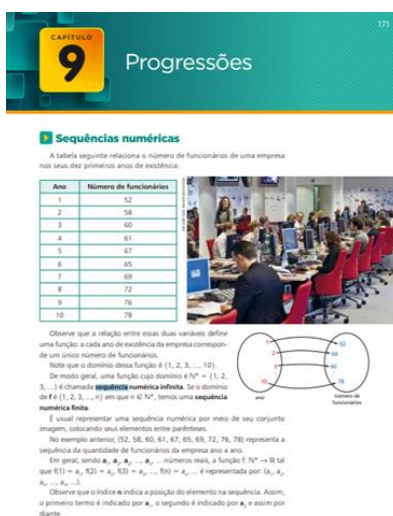 171
CAPÍTULO
9
Progressões
Sequências numéricas
A tabela seguinte relaciona o número de funcionários de uma empresa
nos seus dez primeiros anos de existência:
Ano Número de funcionários
1 52
2 58
3 60
4 61
5 67
6 65
7 69
8 72
9 76
10 78
Observe que a relação entre essas duas variáveis define
uma função: a cada ano de existência da empresa correspon-
de um único número de funcionários.
Note que o domínio dessa função é {1, 2, 3, ..., 10}.
De modo geral, uma função cujo domínio é ℕ* = {1, 2,
3, ...} é chamada sequência numérica infinita. Se o domínio
de f é {1, 2, 3, ..., n} em que n ∈ ℕ*, temos uma sequência
numérica finita.
1 52
2 58
3 60
10 78
ano
número de
funcionários
É usual representar uma sequência numérica por meio de seu conjunto
imagem, colocando seus elementos entre parênteses.
No exemplo anterior, (52, 58, 60, 61, 67, 65, 69, 72, 76, 78) representa a
sequência da quantidade de funcionários da empresa ano a ano.
Em geral, sendo a₁, a₂, a₃, ..., aₙ, ... números reais, a função f: ℕ* → ℝ tal
que f(1) = a₁, f(2) = a₂, f(3) = a₃, ..., f(n) = aₙ, ... é representada por: (a₁, a₂,
a₃, ..., aₙ, ...).
Observe que o índice n indica a posição do elemento na sequência. Assim,
o primeiro termo é indicado por a₁, o segundo é indicado por a₂ e assim por
diante.